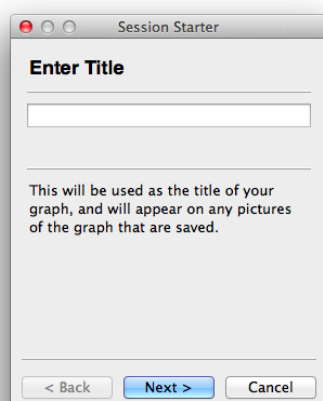 Session Starter
Enter Title
This will be used as the title of your
graph, and will appear on any pictures
of the graph that are saved.
< Back Next > Cancel